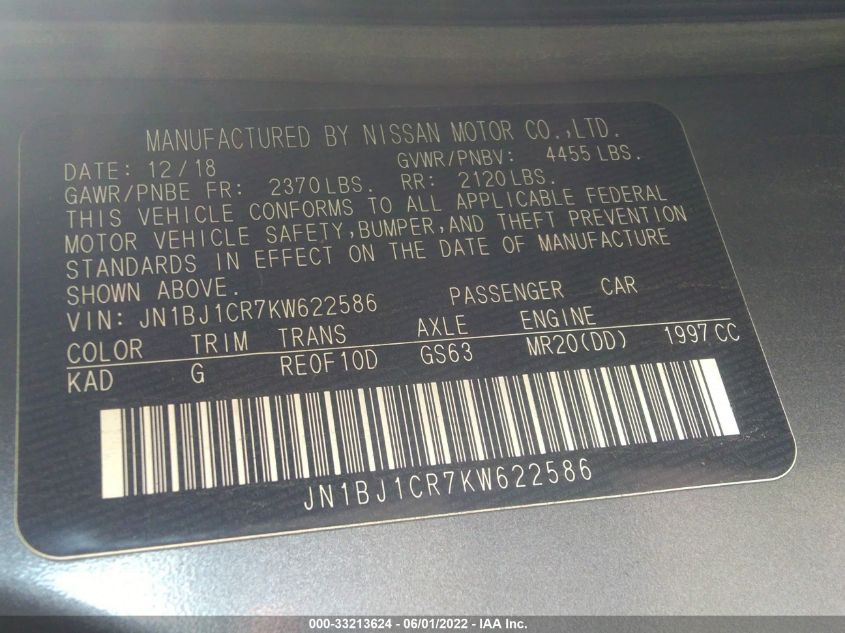 MANUFACTURED BY NISSAN MOTOR CO.,LTD.
DATE: 12/18 GVWR/PNBV: 4455 LBS.
GAWR/PNBE FR: 2370 LBS. RR: 2120 LBS.
THIS VEHICLE CONFORMS TO ALL APPLICABLE FEDERAL
MOTOR VEHICLE SAFETY,BUMPER,AND THEFT PREVENTION
STANDARDS IN EFFECT ON THE DATE OF MANUFACTURE
SHOWN ABOVE.
VIN: JN1BJ1CR7KW622586 PASSENGER CAR
COLOR TRIM TRANS AXLE ENGINE
KAD G RE0F10D GS63 MR20(DD) 1997 CC
JN1BJ1CR7KW622586
000-33213624 - 06/01/2022 - IAA Inc.